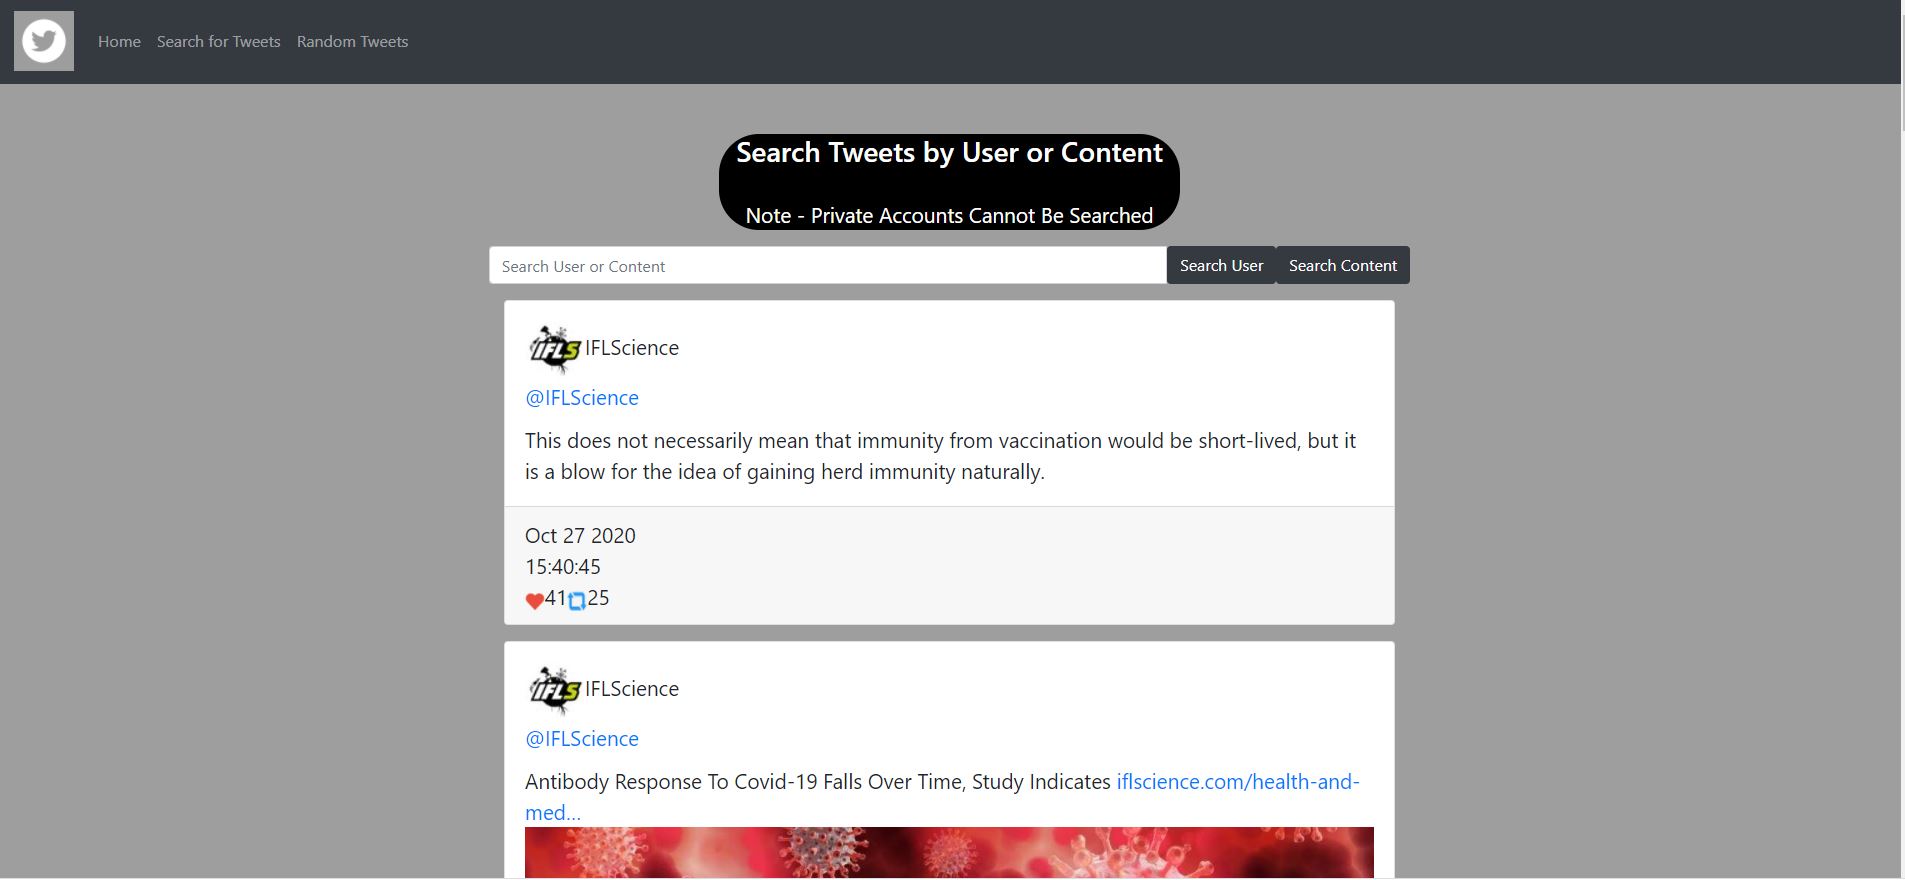 Home Search for Tweets Random Tweets
Search Tweets by User or Content
Note - Private Accounts Cannot Be Searched
Search User or Content Search User Search Content
IFLS IFLScience
@IFLScience
This does not necessarily mean that immunity from vaccination would be short-lived, but it
is a blow for the idea of gaining herd immunity naturally.
Oct 27 2020
15:40:45
41 25
IFLS IFLScience
@IFLScience
Antibody Response To Covid-19 Falls Over Time, Study Indicates iflscience.com/health-and-
med…